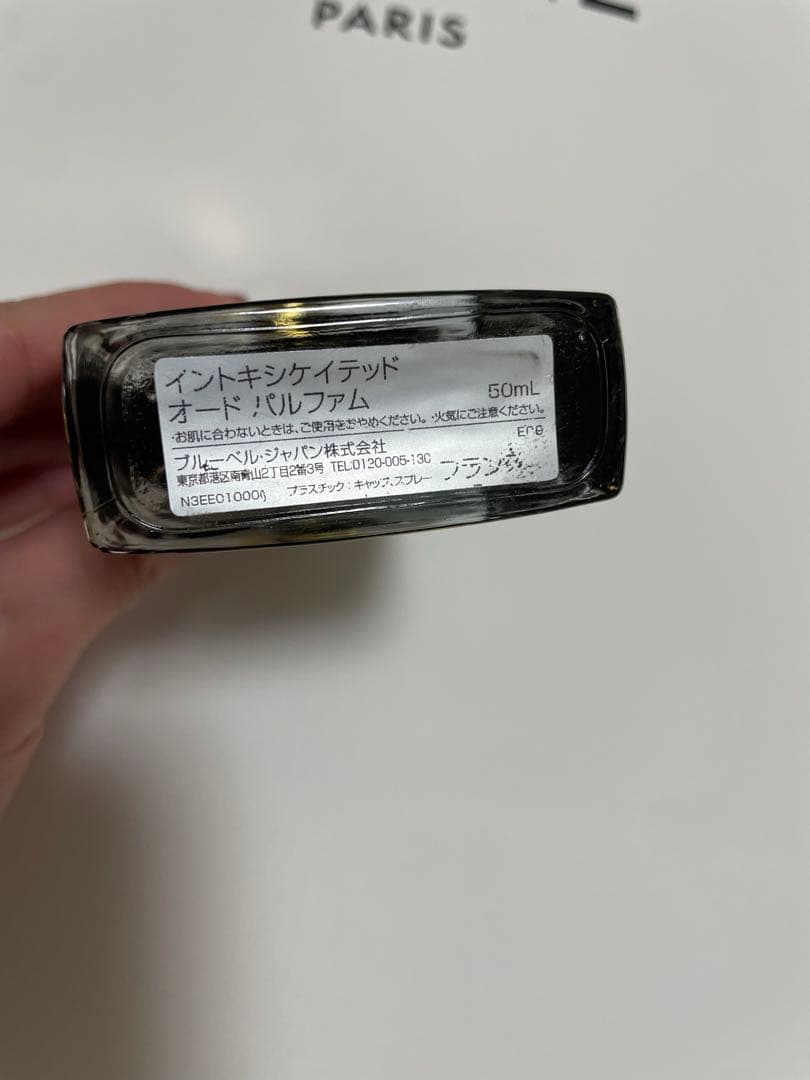 PARIS
イントキシケイテッド
オード パルファム 50mL
・お肌に合わないときは、ご使用をおやめください。・火気にご注意ください。
ブルーベル・ジャパン株式会社
東京都港区南青山2丁目2番3号 TEL:0120-005-130
プラスチック:キャップ、スプレー